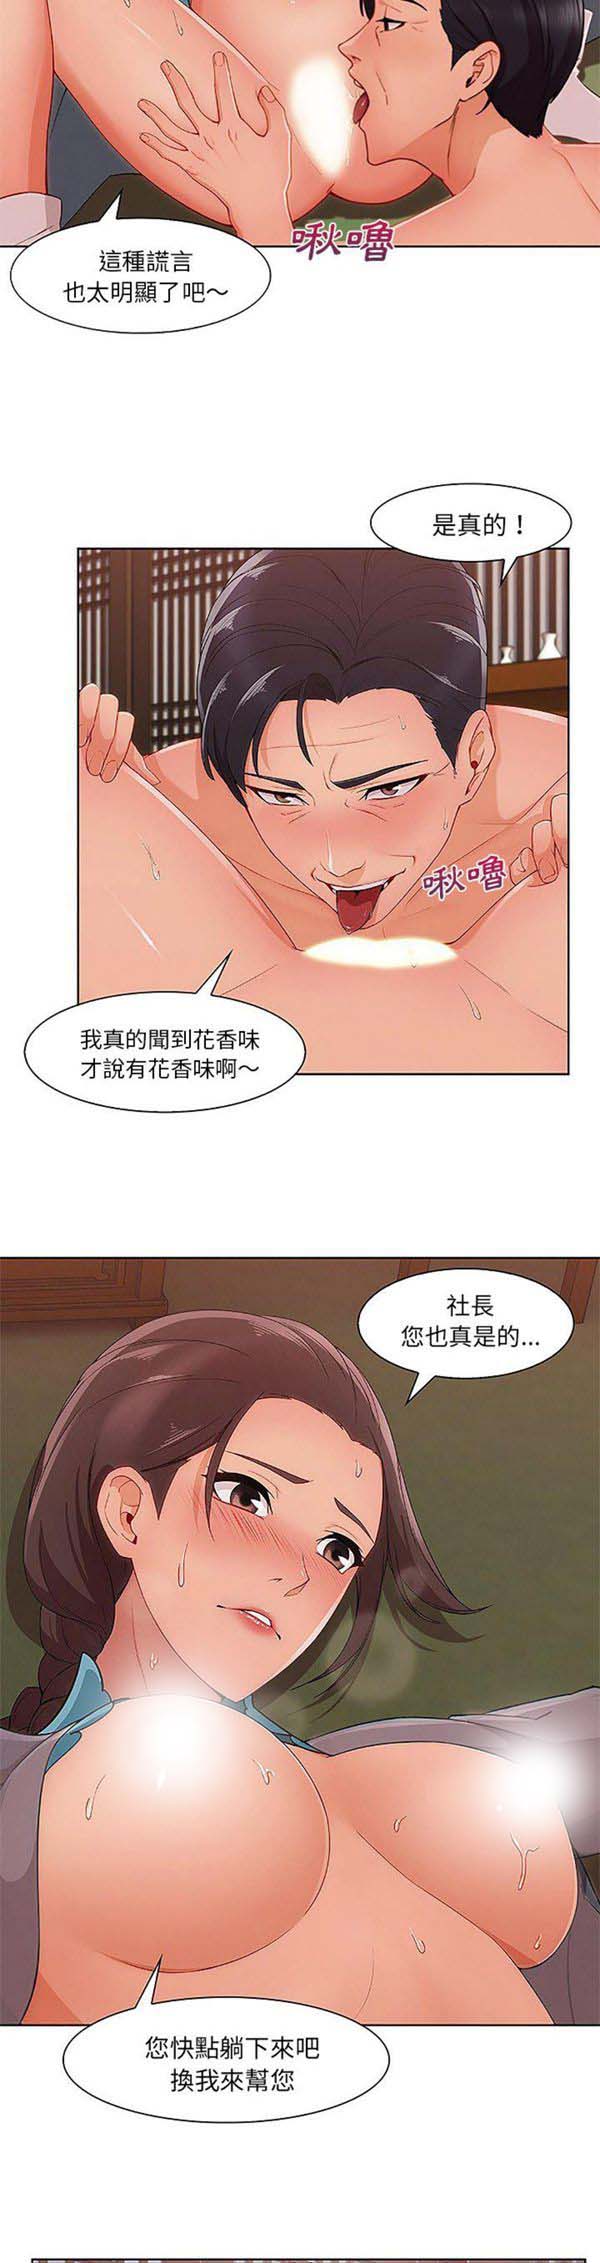 啾嚕
這種謊言
也太明顯了吧～
是真的！
啾嚕
我真的聞到花香味
才說有花香味啊～
社長
您也真是的...
您快點躺下來吧
換我來幫您